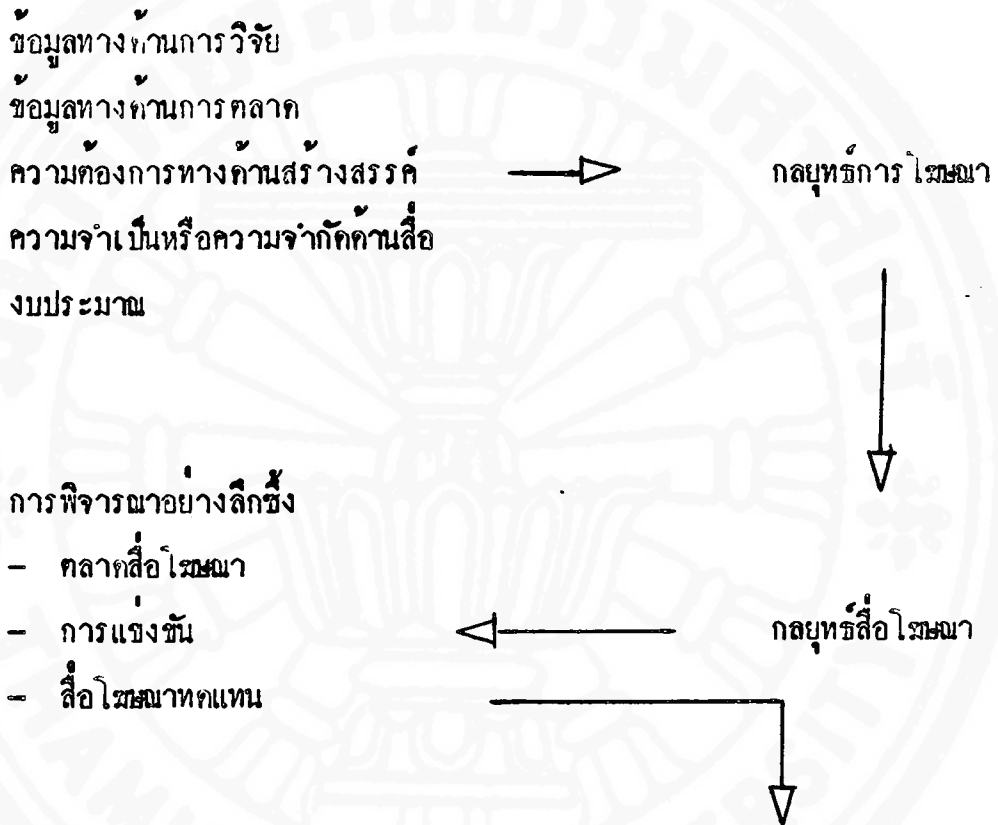 ข้อมูลทางด้านการวิจัย
ข้อมูลทางด้านการตลาด
ความต้องการทางด้านสร้างสรรค์
กลยุทธ์การโฆษณา
ความจำเป็นหรือความจำกัดด้านสื่อ
งบประมาณ
การพิจารณาอย่างลึกซึ้ง
- ตลาดสื่อโฆษณา
- การแข่งขัน
กลยุทธ์สื่อโฆษณา
- สื่อโฆษณาทดแทน